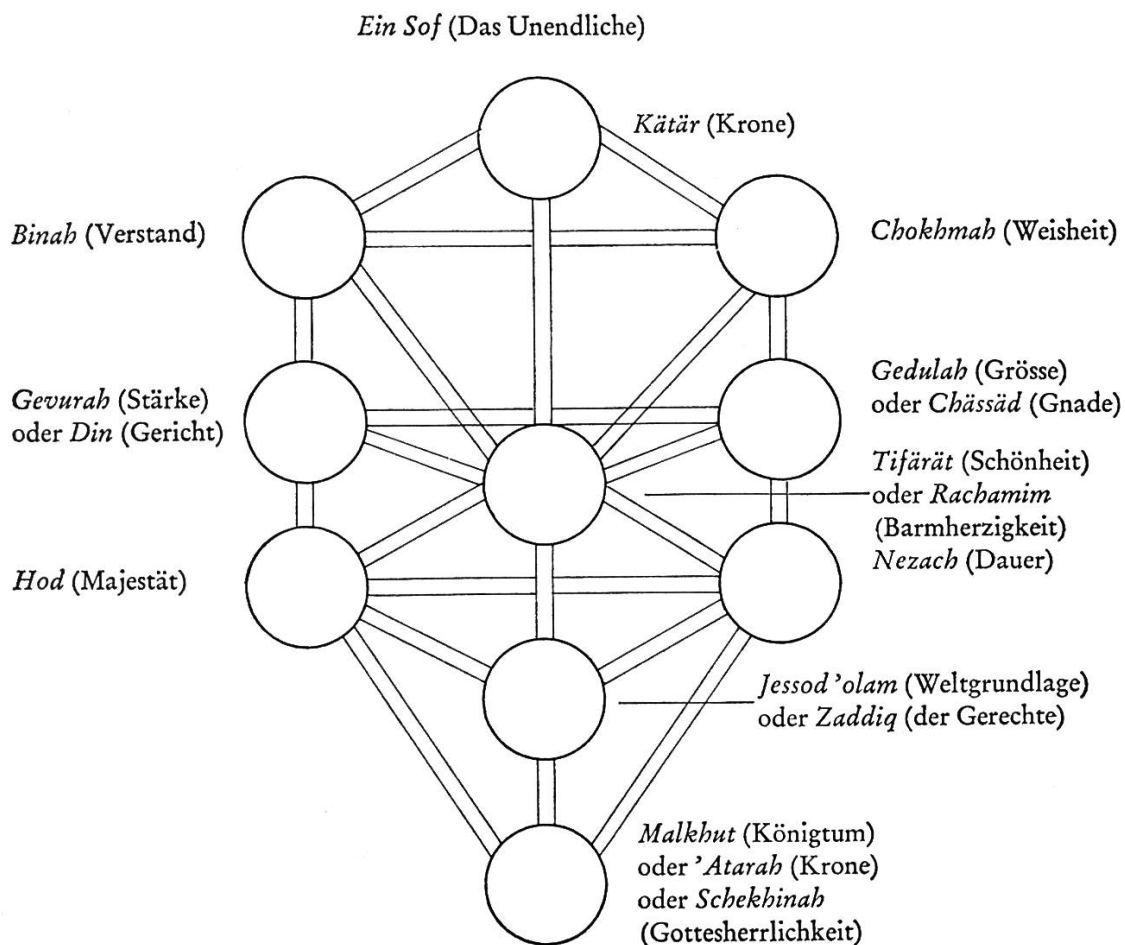 Ein Sof (Das Unendliche)
Kätär (Krone)
Binah (Verstand)
Chokhmah (Weisheit)
Gevurah (Stärke)
oder Din (Gericht)
Gedulah (Grösse)
oder Chässäd (Gnade)
Tifärät (Schönheit)
oder Rachamim
(Barmherzigkeit)
Hod (Majestät)
Nezach (Dauer)
Jessod ’olam (Weltgrundlage)
oder Zaddiq (der Gerechte)
Malkhut (Königtum)
oder ’Atarah (Krone)
oder Schekhinah
(Gottesherrlichkeit)